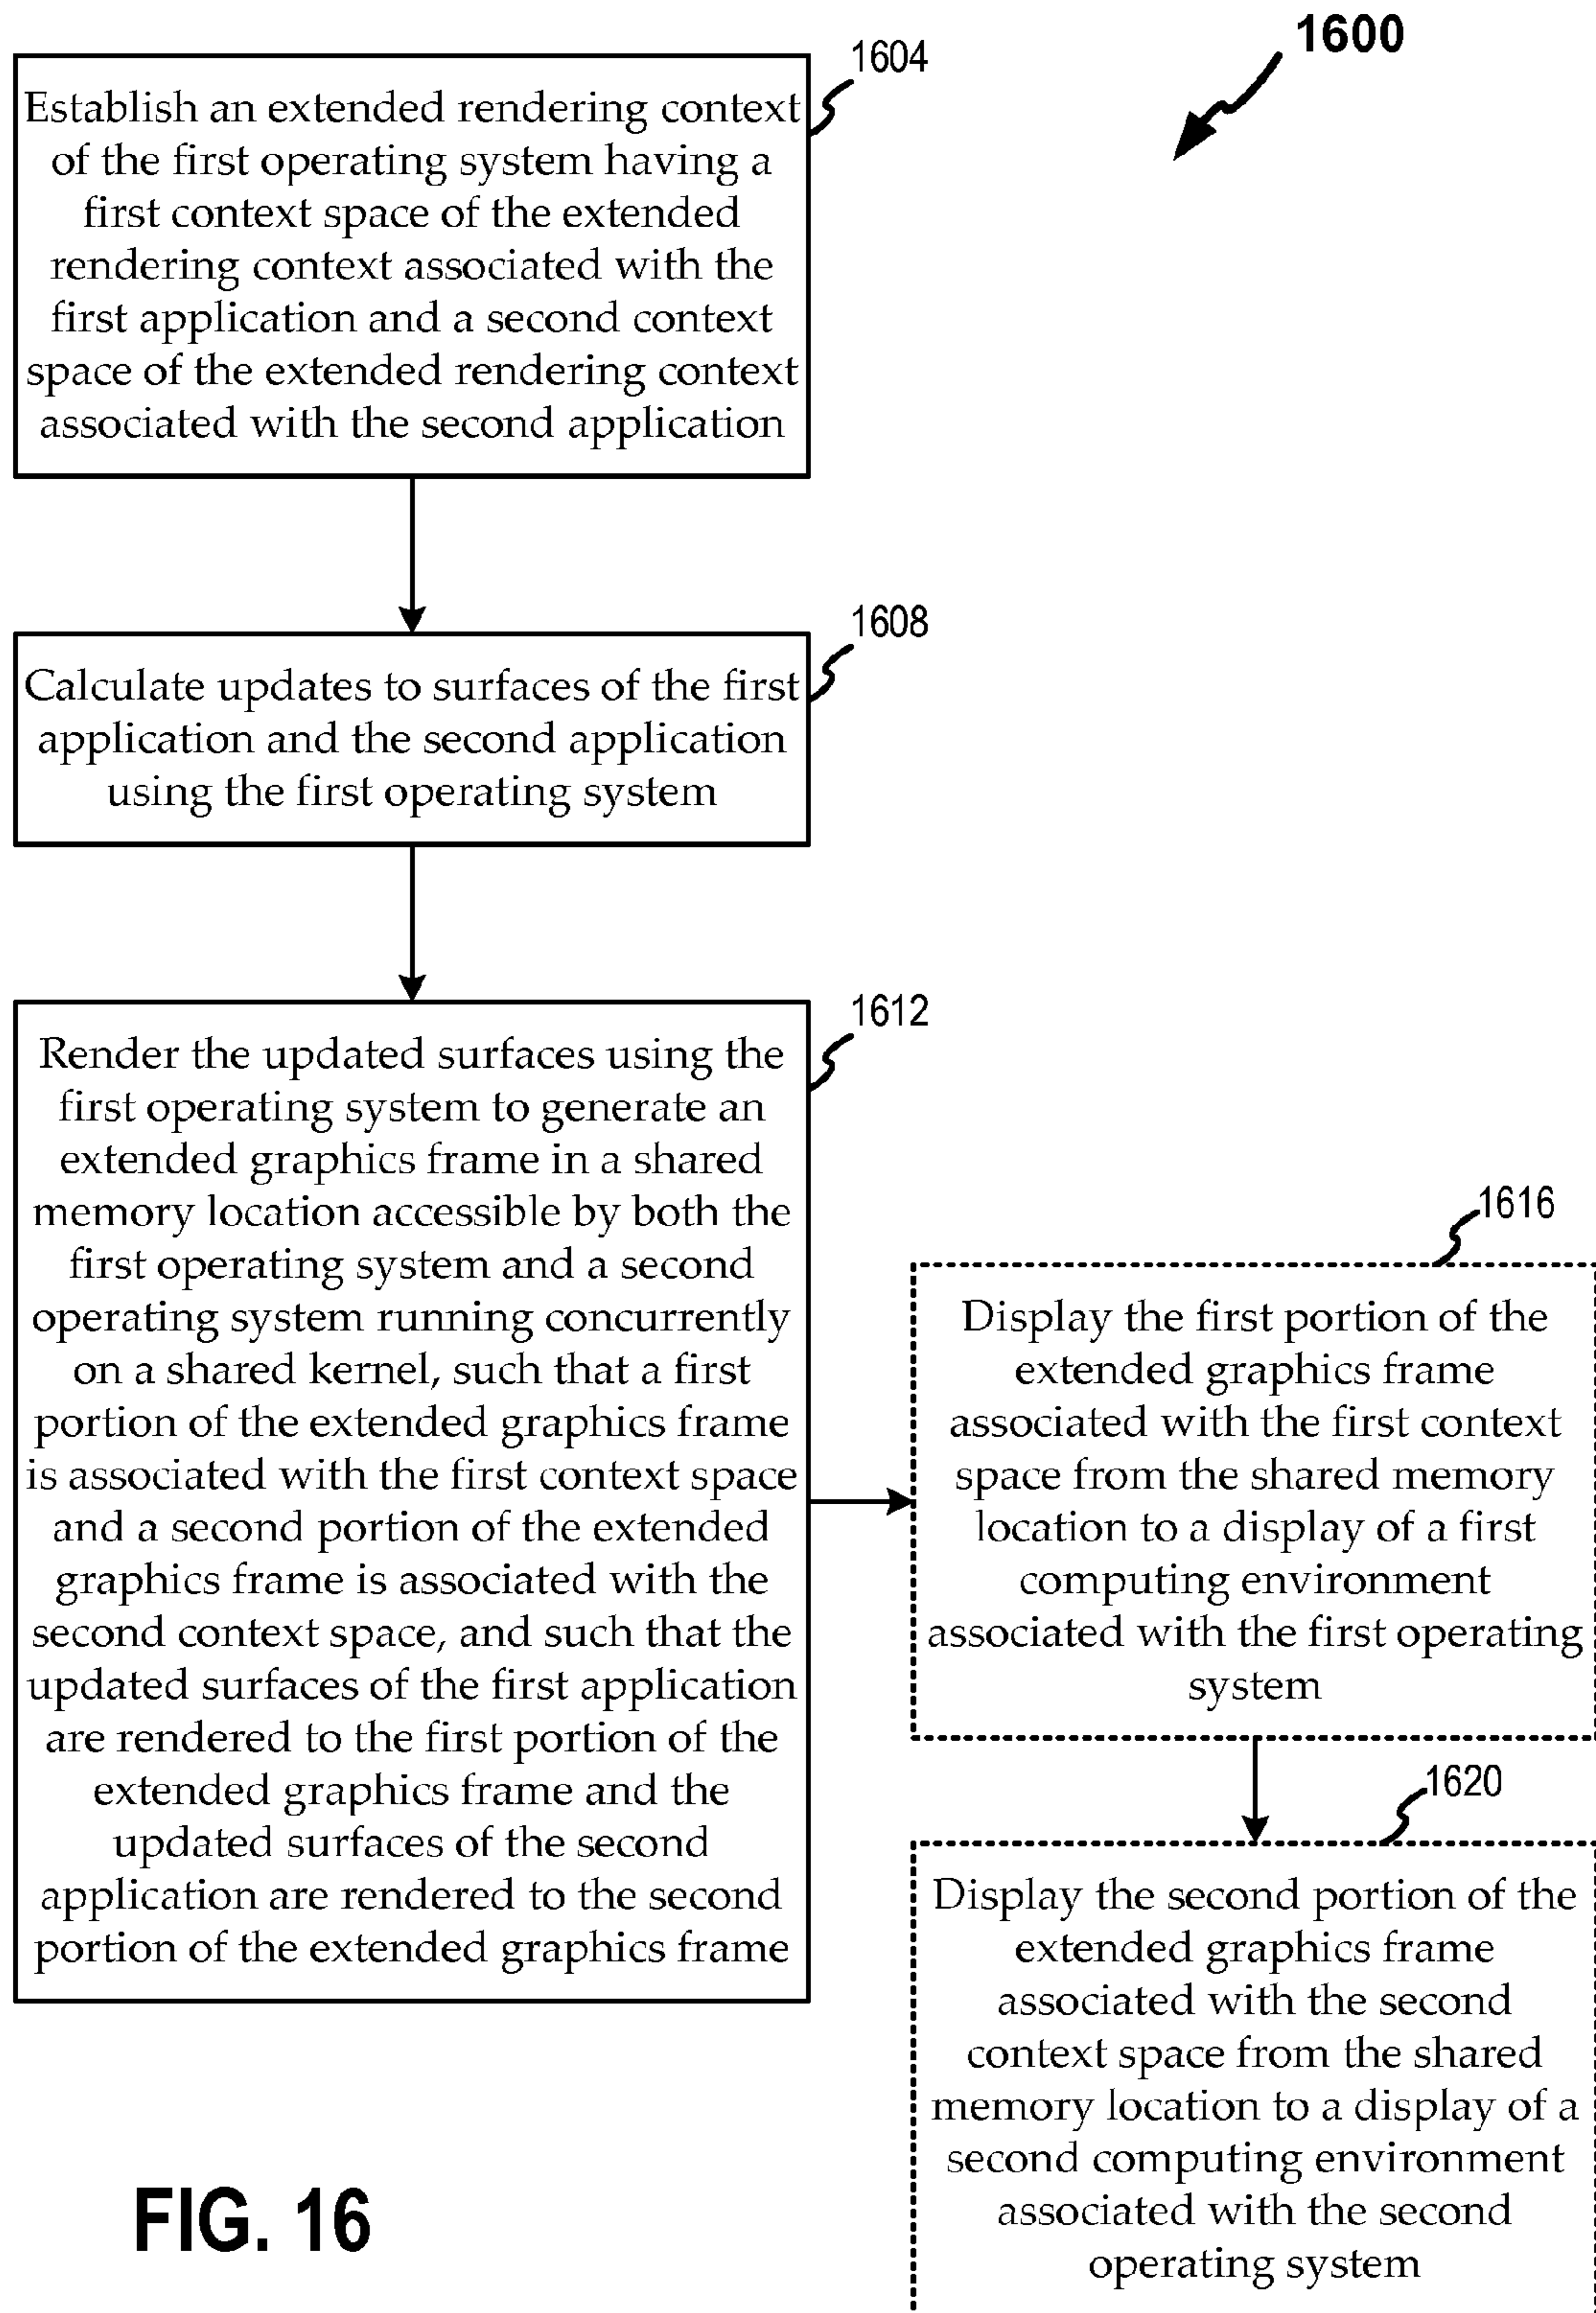 1600
1604
Establish an extended rendering context
of the first operating system having a
first context space of the extended
rendering context associated with the
first application and a second context
space of the extended rendering context
associated with the second application
1608
Calculate updates to surfaces of the first
application and the second application
using the first operating system
1612
Render the updated surfaces using the
first operating system to generate an
extended graphics frame in a shared
memory location accessible by both the
first operating system and a second
operating system running concurrently
on a shared kernel, such that a first
portion of the extended graphics frame
is associated with the first context space
and a second portion of the extended
graphics frame is associated with the
second context space, and such that the
updated surfaces of the first application
are rendered to the first portion of the
extended graphics frame and the
updated surfaces of the second
application are rendered to the second
portion of the extended graphics frame
1616
Display the first portion of the
extended graphics frame
associated with the first context
space from the shared memory
location to a display of a first
computing environment
associated with the first operating
system
1620
Display the second portion of the
extended graphics frame
associated with the second
context space from the shared
memory location to a display of a
second computing environment
associated with the second
operating system
FIG. 16